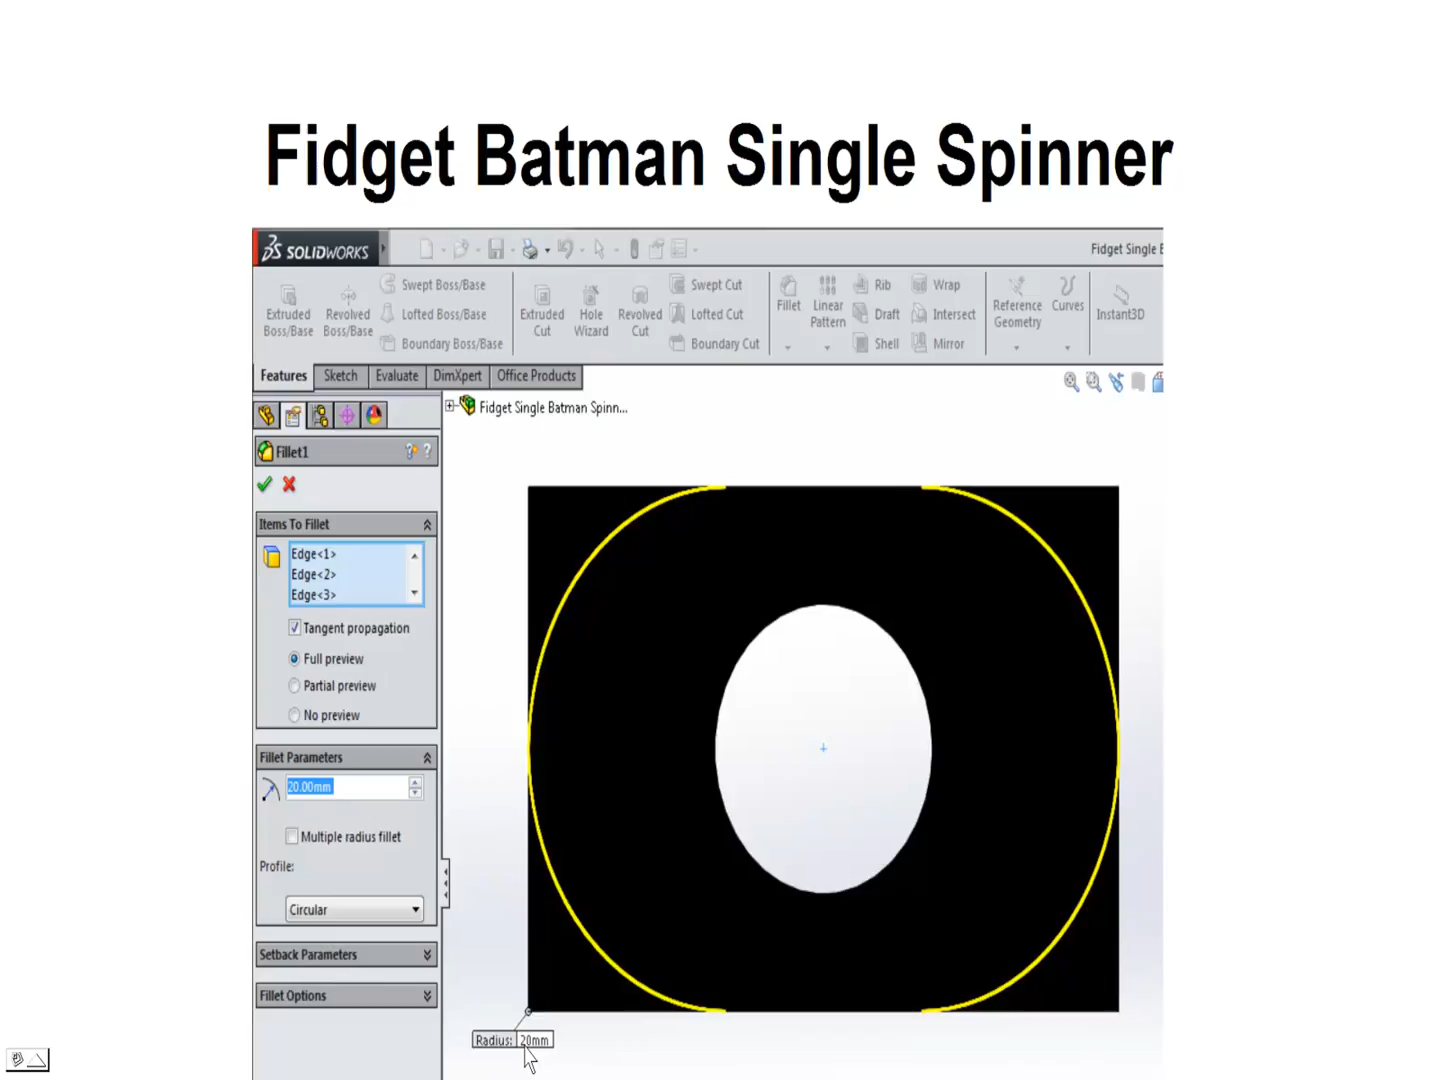 Fidget Batman Single Spinner
SOLIDWORKS
Fidget Single B
Extruded Boss/Base
Revolved Boss/Base
Swept Boss/Base
Lofted Boss/Base
Boundary Boss/Base
Extruded Cut
Hole Wizard
Revolved Cut
Swept Cut
Lofted Cut
Boundary Cut
Fillet
Linear Pattern
Rib
Draft
Shell
Wrap
Intersect
Mirror
Reference Geometry
Curves
Instant3D
Features
Sketch
Evaluate
DimXpert
Office Products
Fidget Single Batman Spinn...
Fillet1
Items To Fillet
Edge<1>
Edge<2>
Edge<3>
Tangent propagation
Full preview
Partial preview
No preview
Fillet Parameters
20.00mm
Multiple radius fillet
Profile:
Circular
Setback Parameters
Fillet Options
Radius: 20mm